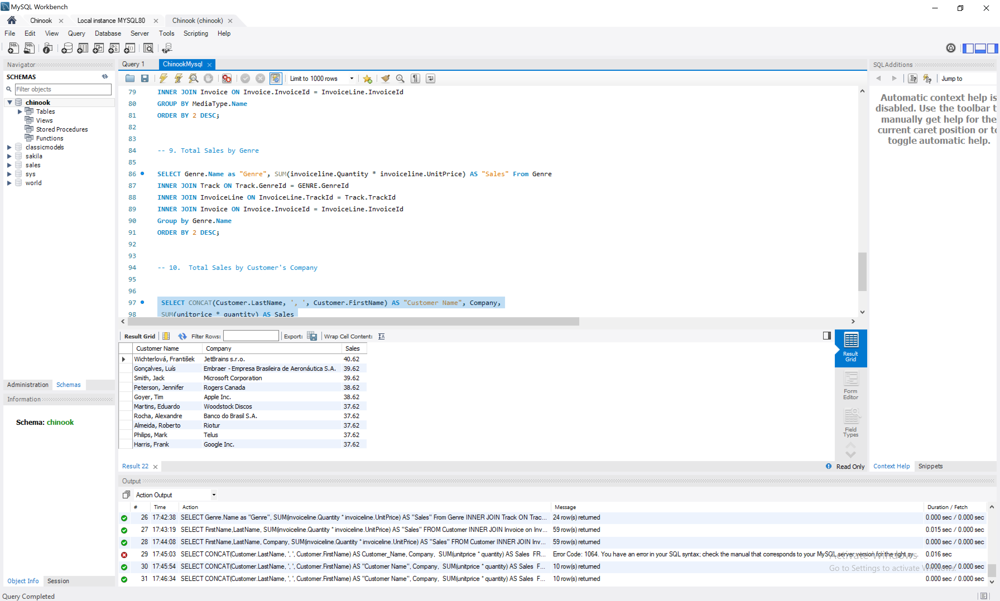 MySQL Workbench
Chinook
Local instance MYSQL80
Chinook (chinook)
File Edit View Query Database Server Tools Scripting Help
Navigator
SCHEMAS
Filter objects
chinook
Tables
Views
Stored Procedures
Functions
classicmodels
sakila
sales
sys
world
Administration Schemas
Information
Schema: chinook
Object Info Session
Query Completed
Query 1 ChinookMysql
Limit to 1000 rows
79 INNER JOIN Invoice ON Invoice.InvoiceId = InvoiceLine.InvoiceId
80 GROUP BY MediaType.Name
81 ORDER BY 2 DESC;
82
83
84 -- 9. Total Sales by Genre
85
86 SELECT Genre.Name as "Genre", SUM(invoiceline.Quantity * invoiceline.UnitPrice) AS "Sales" From Genre
87 INNER JOIN Track ON Track.GenreId = GENRE.GenreId
88 INNER JOIN InvoiceLine ON InvoiceLine.TrackId = Track.TrackId
89 INNER JOIN Invoice ON Invoice.InvoiceId = InvoiceLine.InvoiceId
90 Group by Genre.Name
91 ORDER BY 2 DESC;
92
93
94 -- 10.  Total Sales by Customer's Company
95
96
97 SELECT CONCAT(Customer.LastName, ', ', Customer.FirstName) AS "Customer Name", Company,
98 SUM(unitprice * quantity) AS Sales
Result Grid Filter Rows: Export: Wrap Cell Content:
Customer Name Company Sales
Wichterlová, František JetBrains s.r.o. 40.62
Gonçalves, Luís Embraer - Empresa Brasileira de Aeronáutica S.A. 39.62
Smith, Jack Microsoft Corporation 39.62
Peterson, Jennifer Rogers Canada 38.62
Goyer, Tim Apple Inc. 38.62
Martins, Eduardo Woodstock Discos 37.62
Rocha, Alexandre Banco do Brasil S.A. 37.62
Almeida, Roberto Riotur 37.62
Philips, Mark Telus 37.62
Harris, Frank Google Inc. 37.62
Result Grid
Form Editor
Field Types
Result 22
Read Only
SQLAdditions
Jump to
Automatic context help is
disabled. Use the toolbar t
manually get help for the
current caret position or to
toggle automatic help.
Context Help Snippets
Output
Action Output
# Time Action Message Duration / Fetch
26 17:42:38 SELECT Genre.Name as "Genre", SUM(invoiceline.Quantity * invoiceline.UnitPrice) AS "Sales" From Genre INNER JOIN Track ON Trac... 24 row(s) returned 0.000 sec / 0.000 sec
27 17:43:19 SELECT FirstName,LastName, SUM(invoiceline.Quantity * invoiceline.UnitPrice) AS "Sales" FROM Customer INNER JOIN Invoice on Inv... 59 row(s) returned 0.015 sec / 0.000 sec
28 17:44:08 SELECT FirstName,LastName, Company, SUM(invoiceline.Quantity * invoiceline.UnitPrice) AS "Sales" FROM Customer INNER JOIN Inv... 59 row(s) returned 0.000 sec / 0.000 sec
29 17:45:03 SELECT CONCAT(Customer.LastName, ', ', Customer.FirstName) AS Customer_Name, Company, SUM(unitprice * quantity) AS Sales FR... Error Code: 1064. You have an error in your SQL syntax; check the manual that corresponds to your MySQL server version for the right sy... 0.016 sec
30 17:45:54 SELECT CONCAT(Customer.LastName, ', ', Customer.FirstName) AS "Customer Name", Company, SUM(unitprice * quantity) AS Sales F... 10 row(s) returned 0.000 sec / 0.000 sec
31 17:46:34 SELECT CONCAT(Customer.LastName, ', ', Customer.FirstName) AS "Customer Name", Company, SUM(unitprice * quantity) AS Sales F... 10 row(s) returned 0.000 sec / 0.000 sec
Activate Windows
Go to Settings to activate Windows.